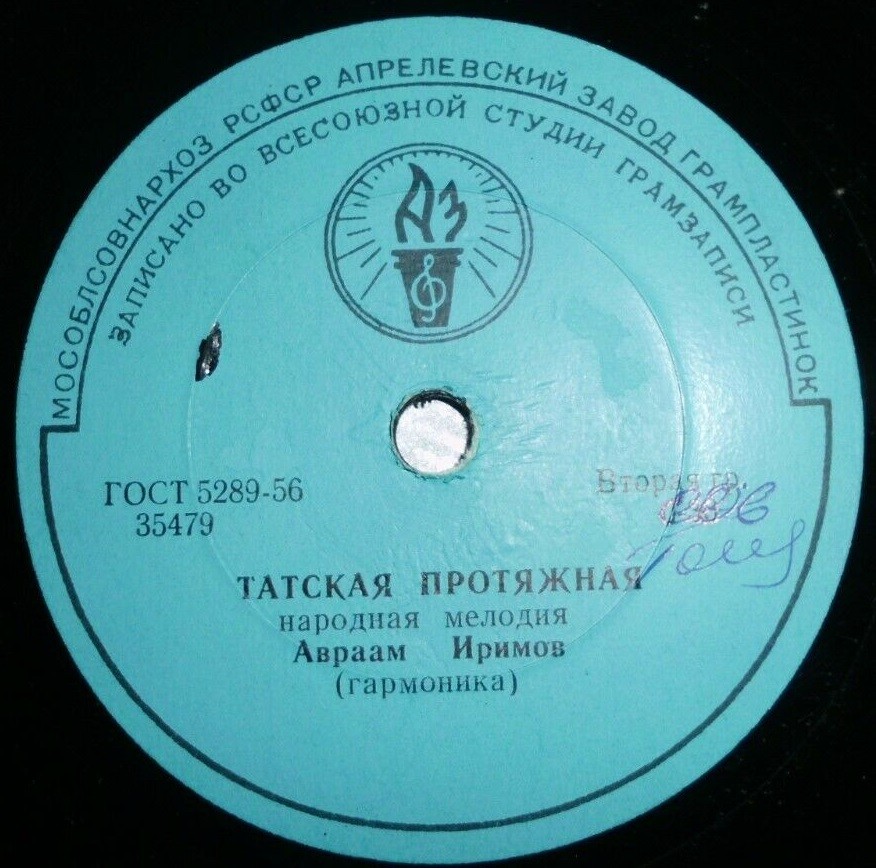 МОСОБЛСОВНАРХОЗ РСФСР АПРЕЛЕВСКИЙ ЗАВОД ГРАМПЛАСТИНОК
ЗАПИСАНО ВО ВСЕСОЮЗНОЙ СТУДИИ ГРАМЗАПИСИ
АЗ
ГОСТ 5289-56
Вторая гр.
35479
ТАТСКАЯ ПРОТЯЖНАЯ
народная мелодия
Авраам Иримов
(гармоника)